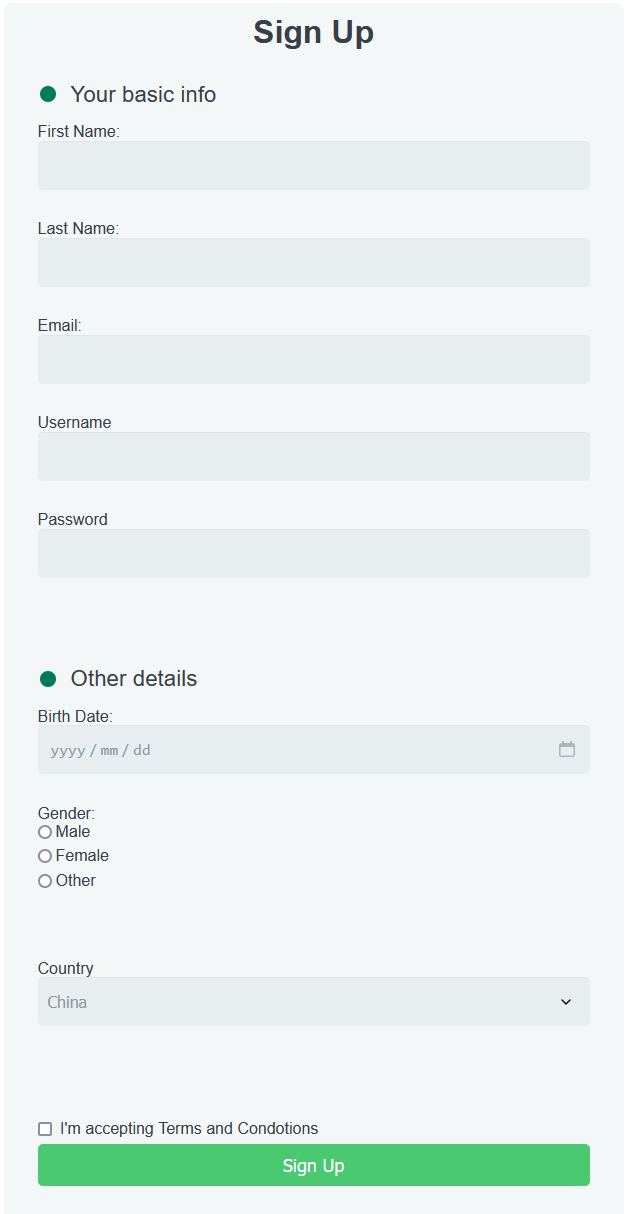 Sign Up
Your basic info
First Name:
Last Name:
Email:
Username
Password
Other details
Birth Date:
yyyy / mm / dd
Gender:
Male
Female
Other
Country
China
I'm accepting Terms and Condotions
Sign Up